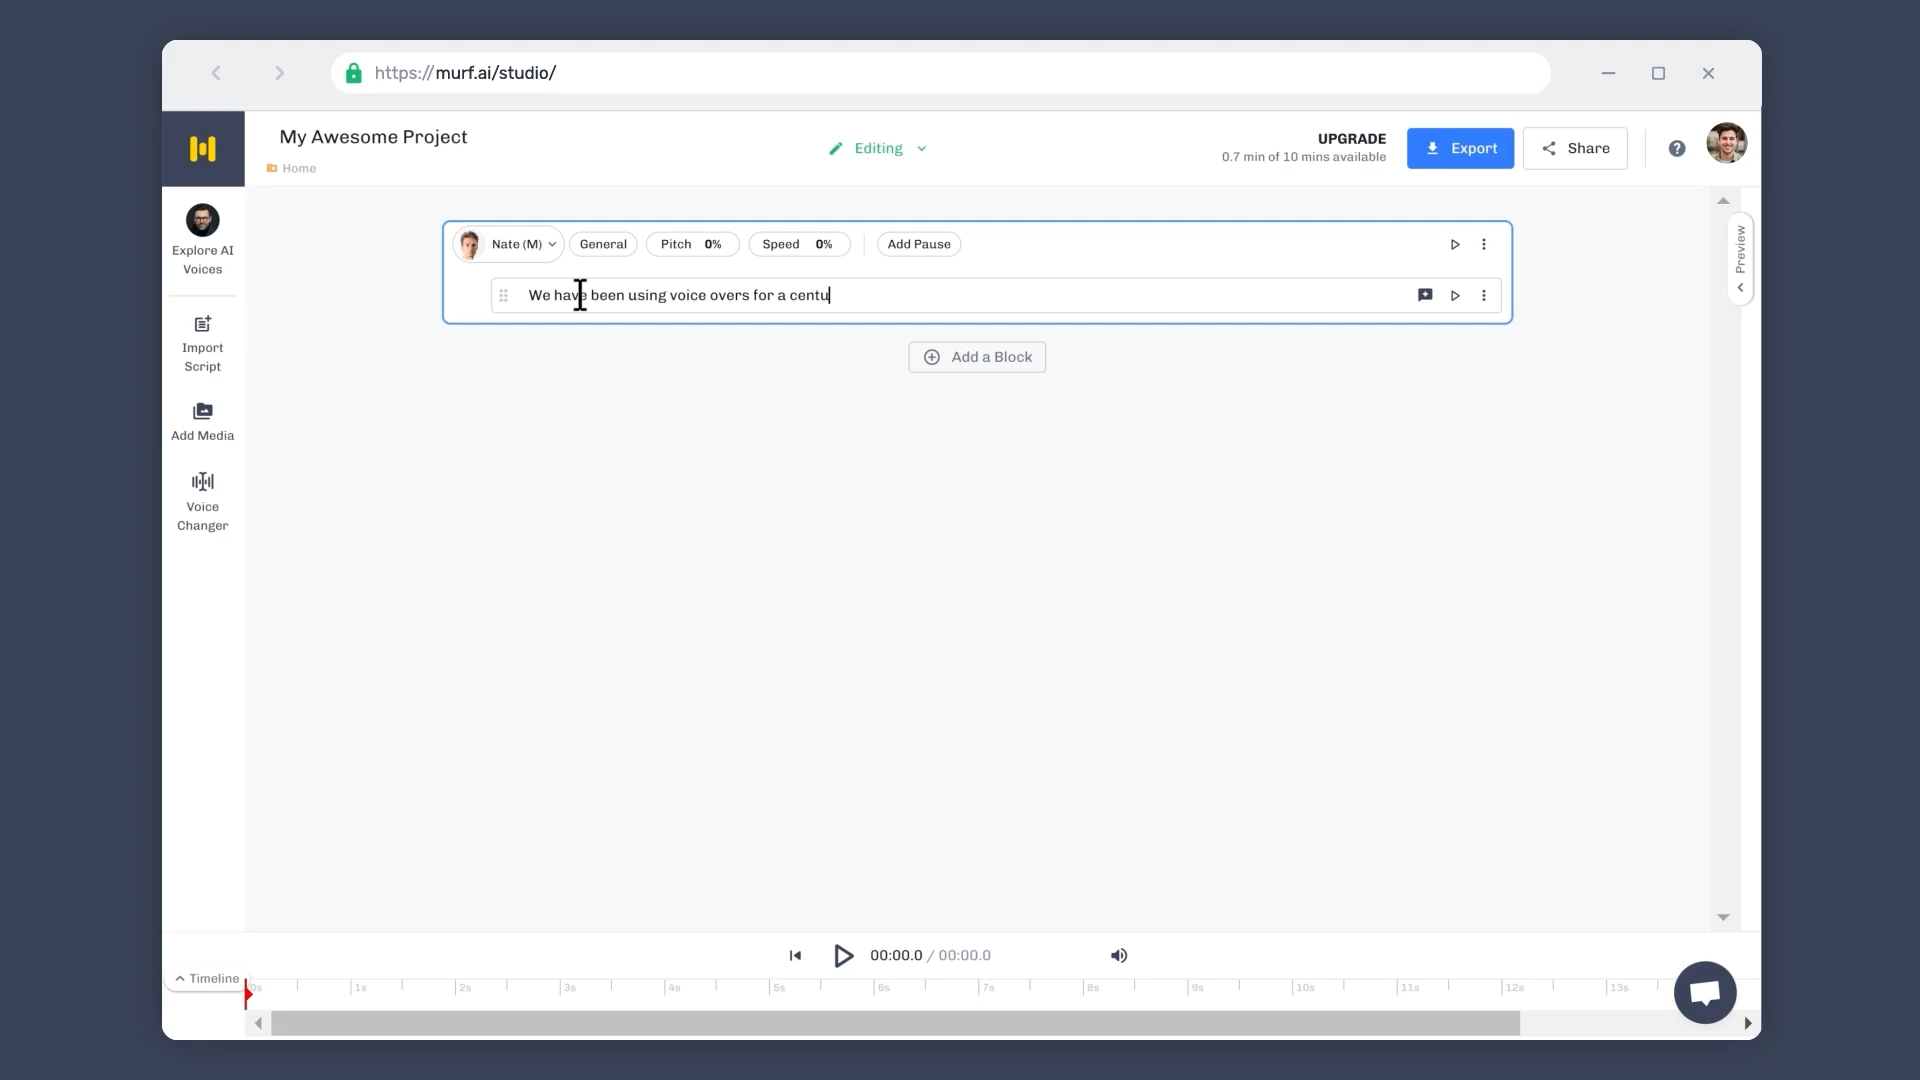 https://murf.ai/studio/
My Awesome Project
Home
Editing
UPGRADE
0.7 min of 10 mins available
Export
Share
?
Explore AI
Voices
Import
Script
Add Media
Voice
Changer
Nate (M)
General
Pitch 0%
Speed 0%
Add Pause
We have been using voice overs for a centu
Add a Block
Preview
00:00.0 / 00:00.0
Timeline
0s 1s 2s 3s 4s 5s 6s 7s 8s 9s 10s 11s 12s 13s